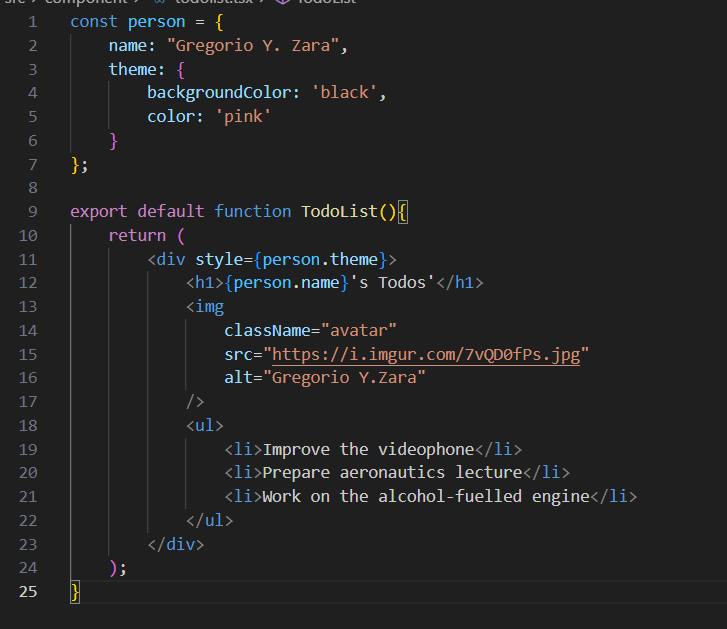 src > component > todolist.tsx > TodoList
1 const person = {
2     name: "Gregorio Y. Zara",
3     theme: {
4         backgroundColor: 'black',
5         color: 'pink'
6     }
7 };
8
9 export default function TodoList(){
10     return (
11         <div style={person.theme}>
12             <h1>{person.name}'s Todos'</h1>
13             <img
14                 className="avatar"
15                 src="https://i.imgur.com/7vQD0fPs.jpg"
16                 alt="Gregorio Y.Zara"
17             />
18             <ul>
19                 <li>Improve the videophone</li>
20                 <li>Prepare aeronautics lecture</li>
21                 <li>Work on the alcohol-fuelled engine</li>
22             </ul>
23         </div>
24     );
25 }